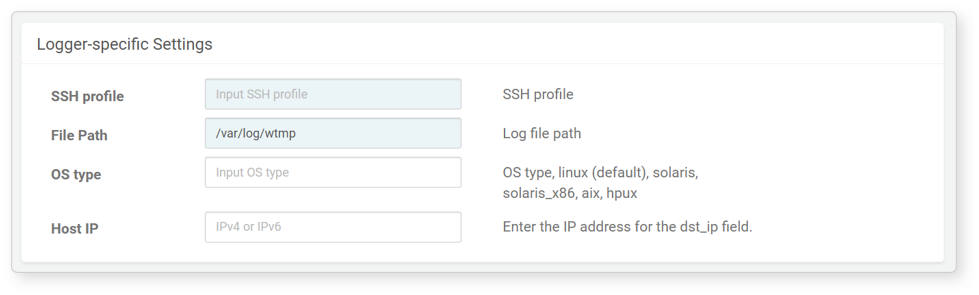 Logger-specific Settings
SSH profile Input SSH profile SSH profile
File Path /var/log/wtmp Log file path
OS type Input OS type OS type, linux (default), solaris,
solaris_x86, aix, hpux
Host IP IPv4 or IPv6 Enter the IP address for the dst_ip field.